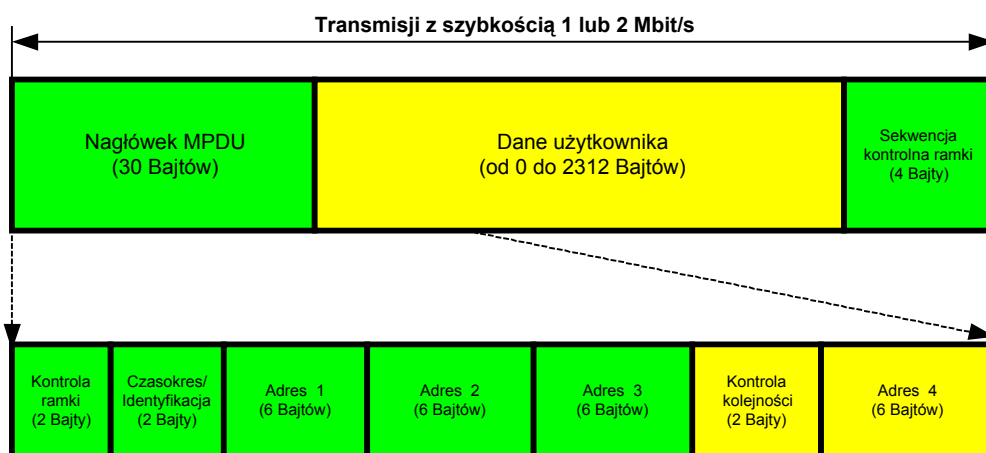 Transmisji z szybkością 1 lub 2 Mbit/s
Nagłówek MPDU
(30 Bajtów)
Dane użytkownika
(od 0 do 2312 Bajtów)
Sekwencja
kontrolna ramki
(4 Bajty)
Kontrola
ramki
(2 Bajty)
Czasokres/
Identyfikacja
(2 Bajty)
Adres 1
(6 Bajtów)
Adres 2
(6 Bajtów)
Adres 3
(6 Bajtów)
Kontrola
kolejności
(2 Bajty)
Adres 4
(6 Bajtów)